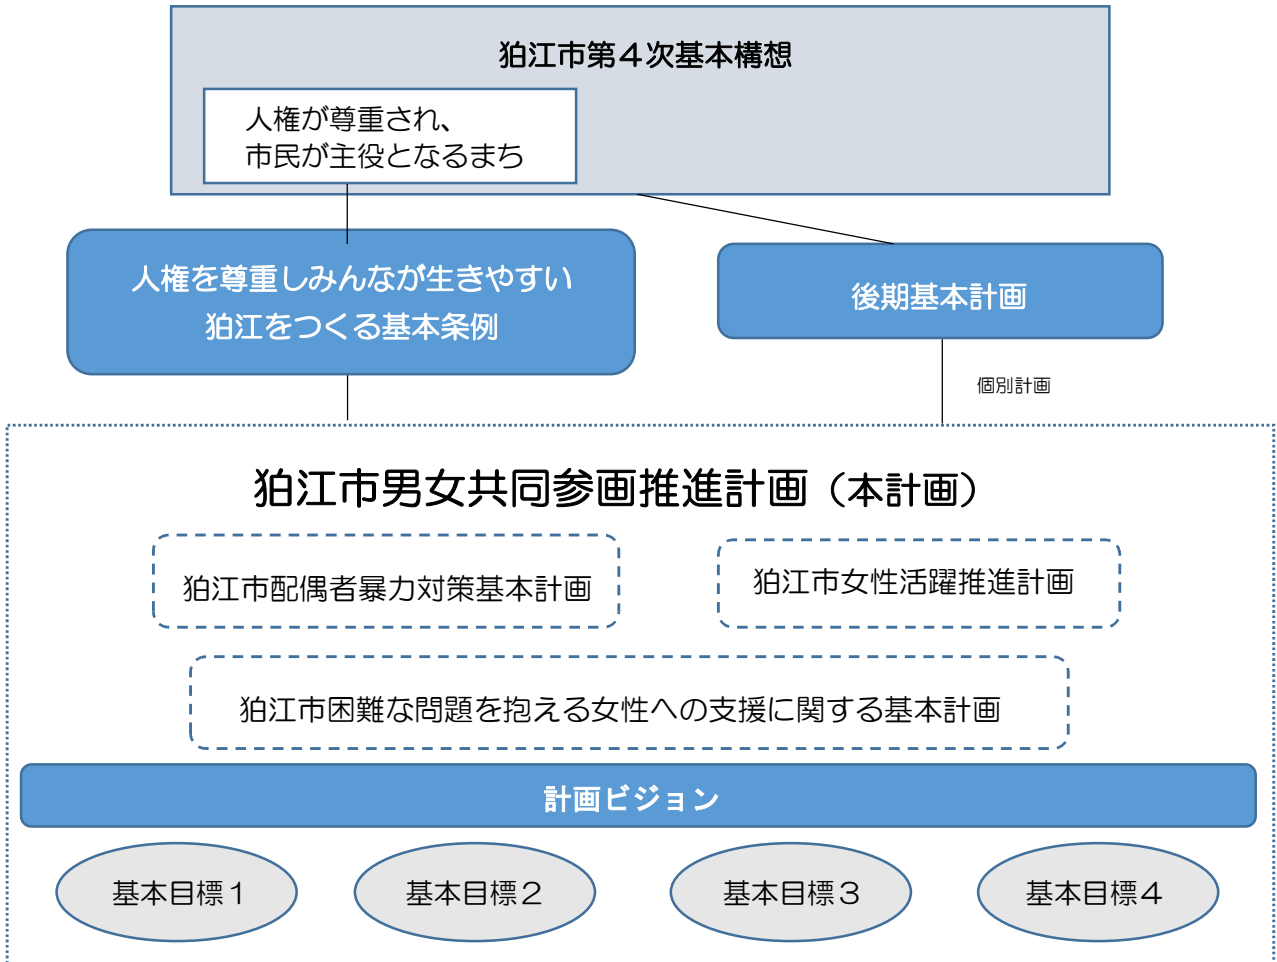 狛江市第４次基本構想
人権が尊重され、
市民が主役となるまち
人権を尊重しみんなが生きやすい
狛江をつくる基本条例
後期基本計画
個別計画
狛江市男女共同参画推進計画（本計画）
狛江市配偶者暴力対策基本計画
狛江市女性活躍推進計画
狛江市困難な問題を抱える女性への支援に関する基本計画
計画ビジョン
基本目標１
基本目標２
基本目標３
基本目標４